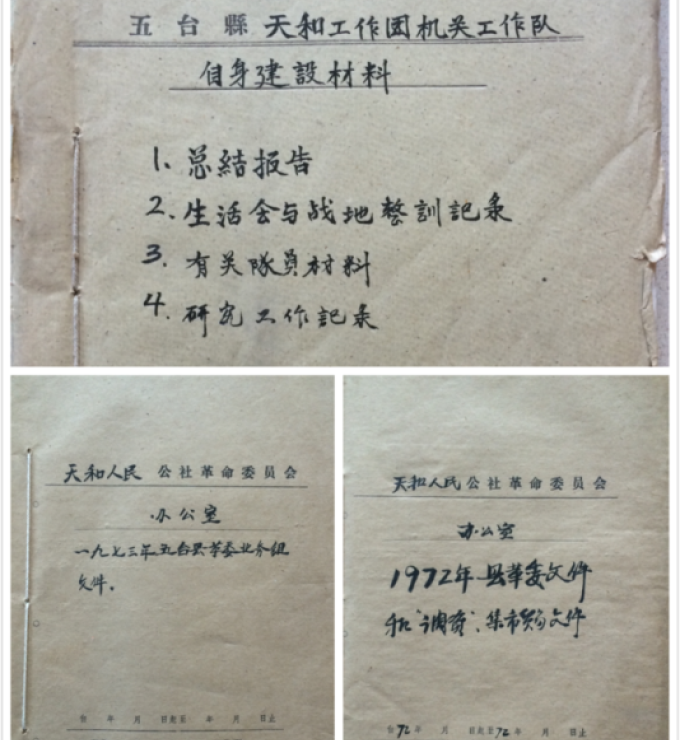 五台縣 天和工作团机关工作队
自身建設材料
1. 总結报告
2. 生活会与战地整訓記录
3. 有关隊員材料
4. 研究工作記录
天和人民 公社革命委員会
办公室
一九七三年五台县革委业务组
文件。
自 年 月 日起至 年 月 日止
天和人民公社革命委員会
办公室
1972年县革委文件
和"调资"、集市贸易文件
自72年 月 日起至72年 月 日止